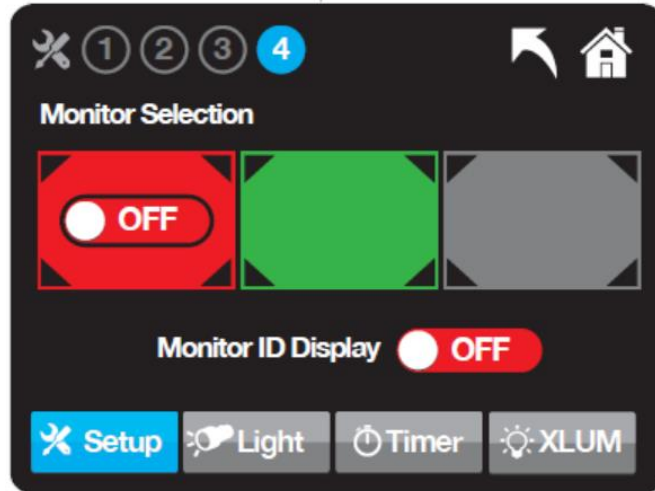 1 2 3 4
Monitor Selection
OFF
Monitor ID Display OFF
Setup Light Timer XLUM